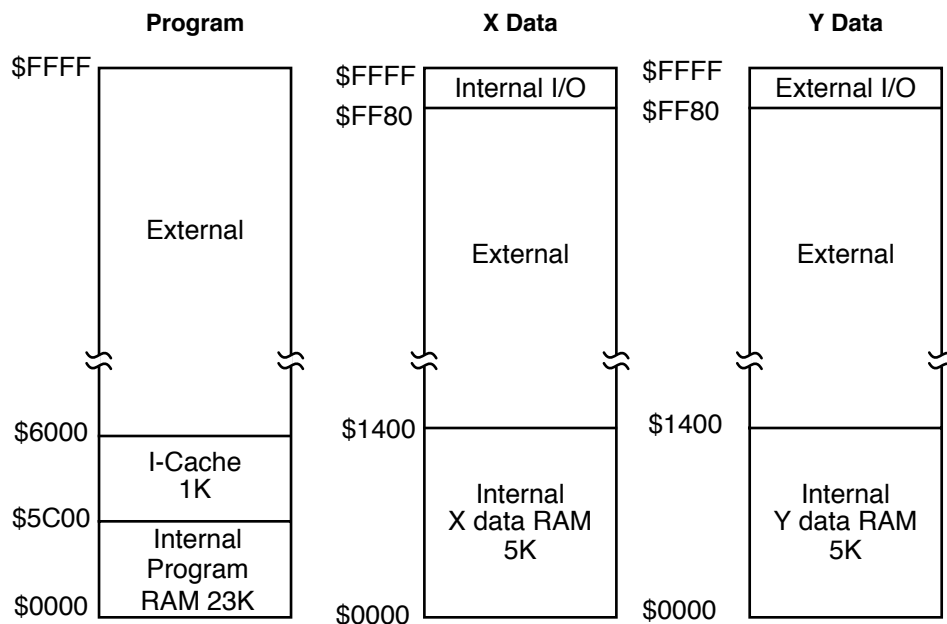 Program
$FFFF
External
$6000
I-Cache
1K
$5C00
Internal
Program
RAM 23K
$0000
X Data
$FFFF
Internal I/O
$FF80
External
$1400
Internal
X data RAM
5K
$0000
Y Data
$FFFF
External I/O
$FF80
External
$1400
Internal
Y data RAM
5K
$0000